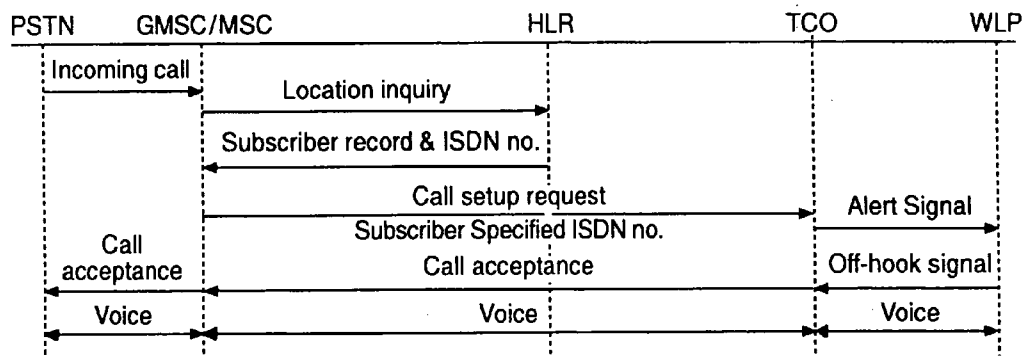 PSTN GMSC/MSC HLR TCO WLP
Incoming call
Location inquiry
Subscriber record & ISDN no.
Call setup request
Alert Signal
Subscriber Specified ISDN no.
Call
acceptance
Call acceptance
Off-hook signal
Voice Voice Voice